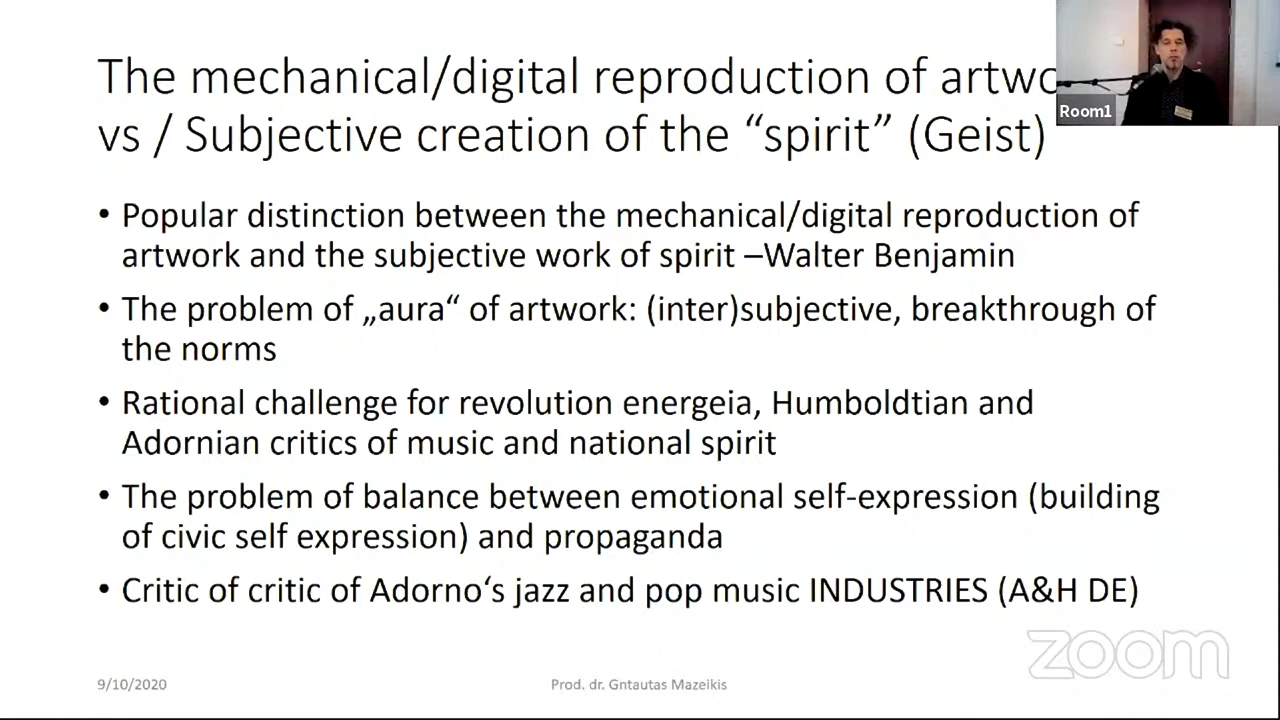 The mechanical/digital reproduction of artwo
vs / Subjective creation of the “spirit” (Geist)
Room1
• Popular distinction between the mechanical/digital reproduction of
artwork and the subjective work of spirit –Walter Benjamin
• The problem of „aura“ of artwork: (inter)subjective, breakthrough of
the norms
• Rational challenge for revolution energeia, Humboldtian and
Adornian critics of music and national spirit
• The problem of balance between emotional self-expression (building
of civic self expression) and propaganda
• Critic of critic of Adorno‘s jazz and pop music INDUSTRIES (A&H DE)
zoom
9/10/2020
Prod. dr. Gntautas Mazeikis